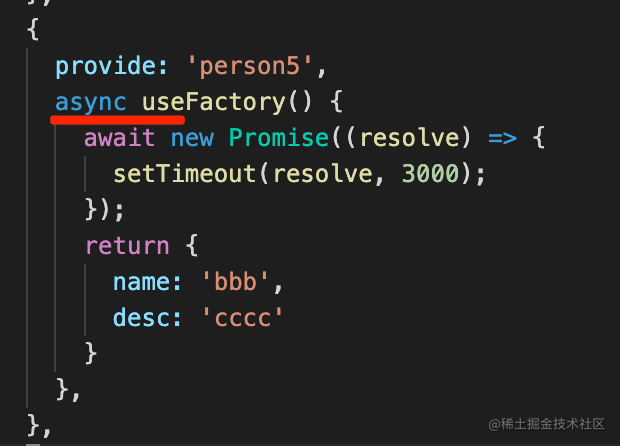 },
{
provide: 'person5',
async useFactory() {
await new Promise((resolve) => {
setTimeout(resolve, 3000);
});
return {
name: 'bbb',
desc: 'cccc'
}
},
},
@稀土掘金技术社区